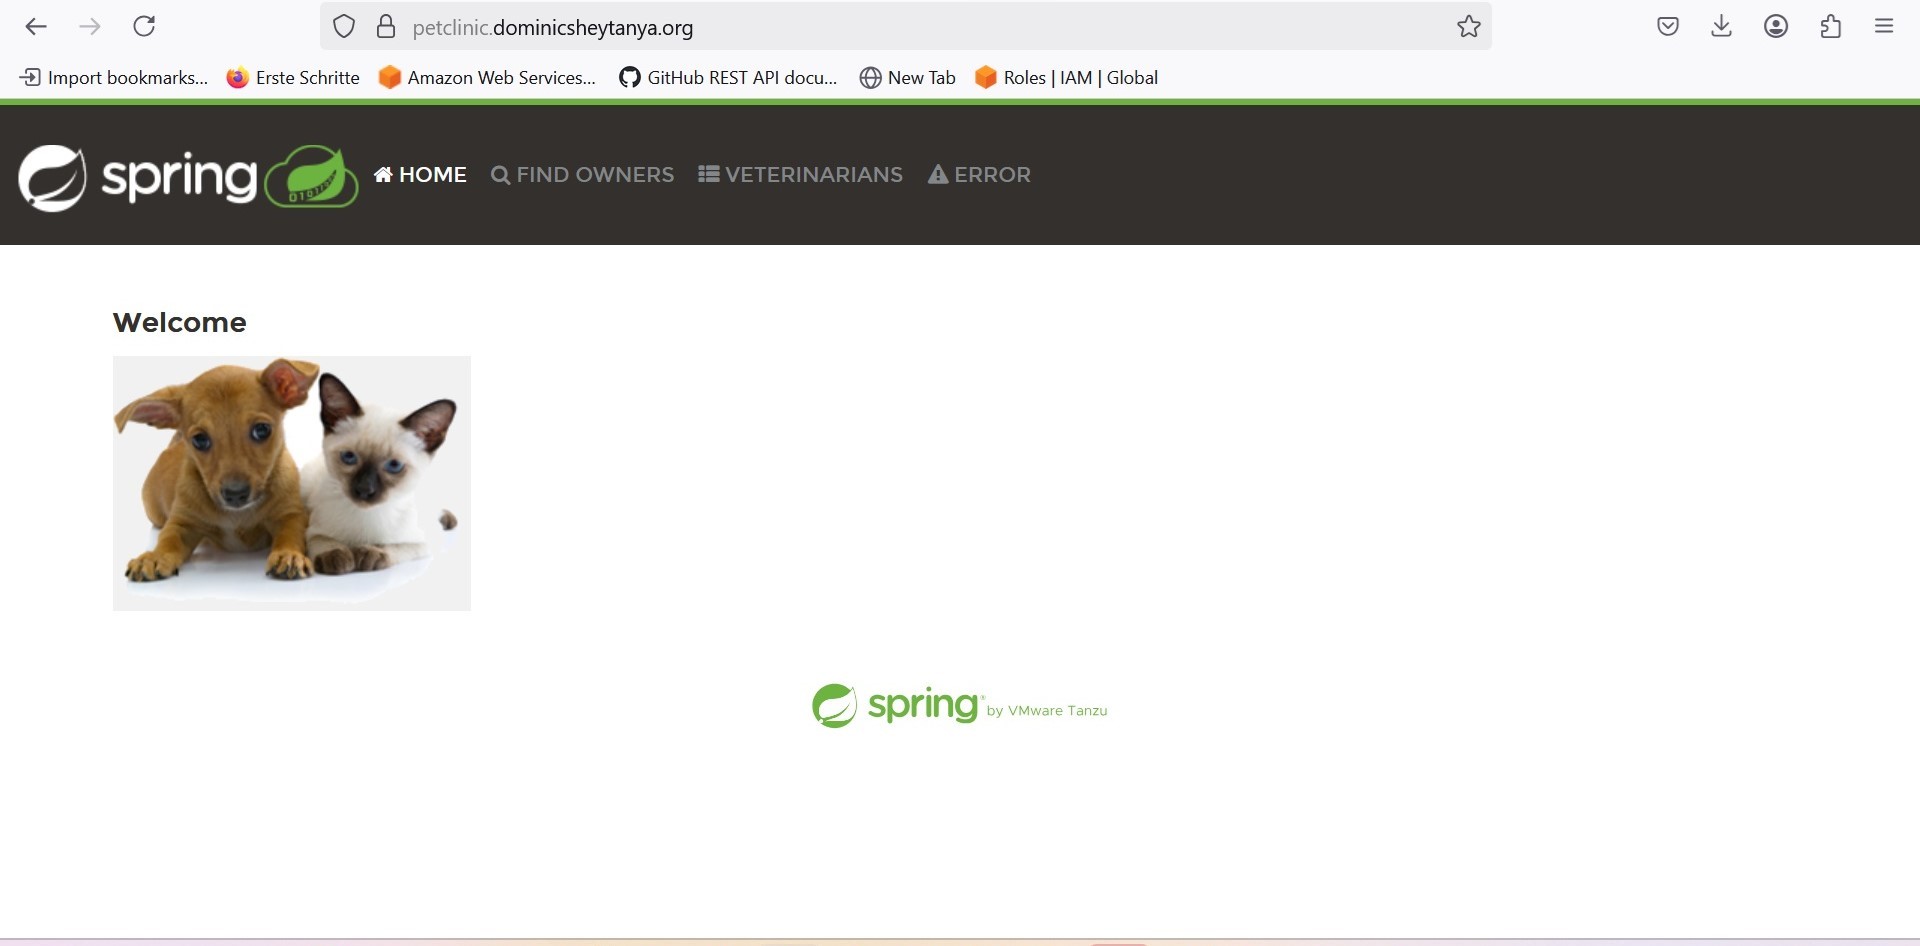 petclinic.dominicsheytanya.org
Import bookmarks... Erste Schritte Amazon Web Services... GitHub REST API docu... New Tab Roles | IAM | Global
spring HOME FIND OWNERS VETERINARIANS ERROR
Welcome
spring® by VMware Tanzu